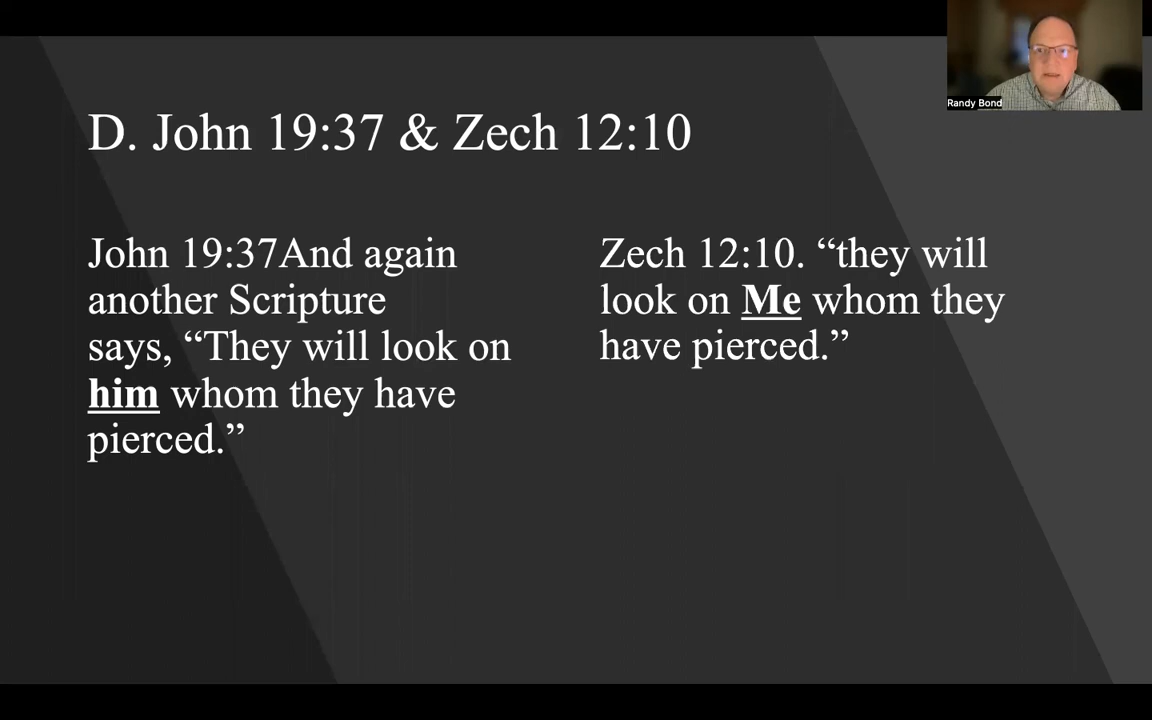 Randy Bond
D. John 19:37 & Zech 12:10
John 19:37And again
another Scripture
says, “They will look on
him whom they have
pierced.”
Zech 12:10. “they will
look on Me whom they
have pierced.”